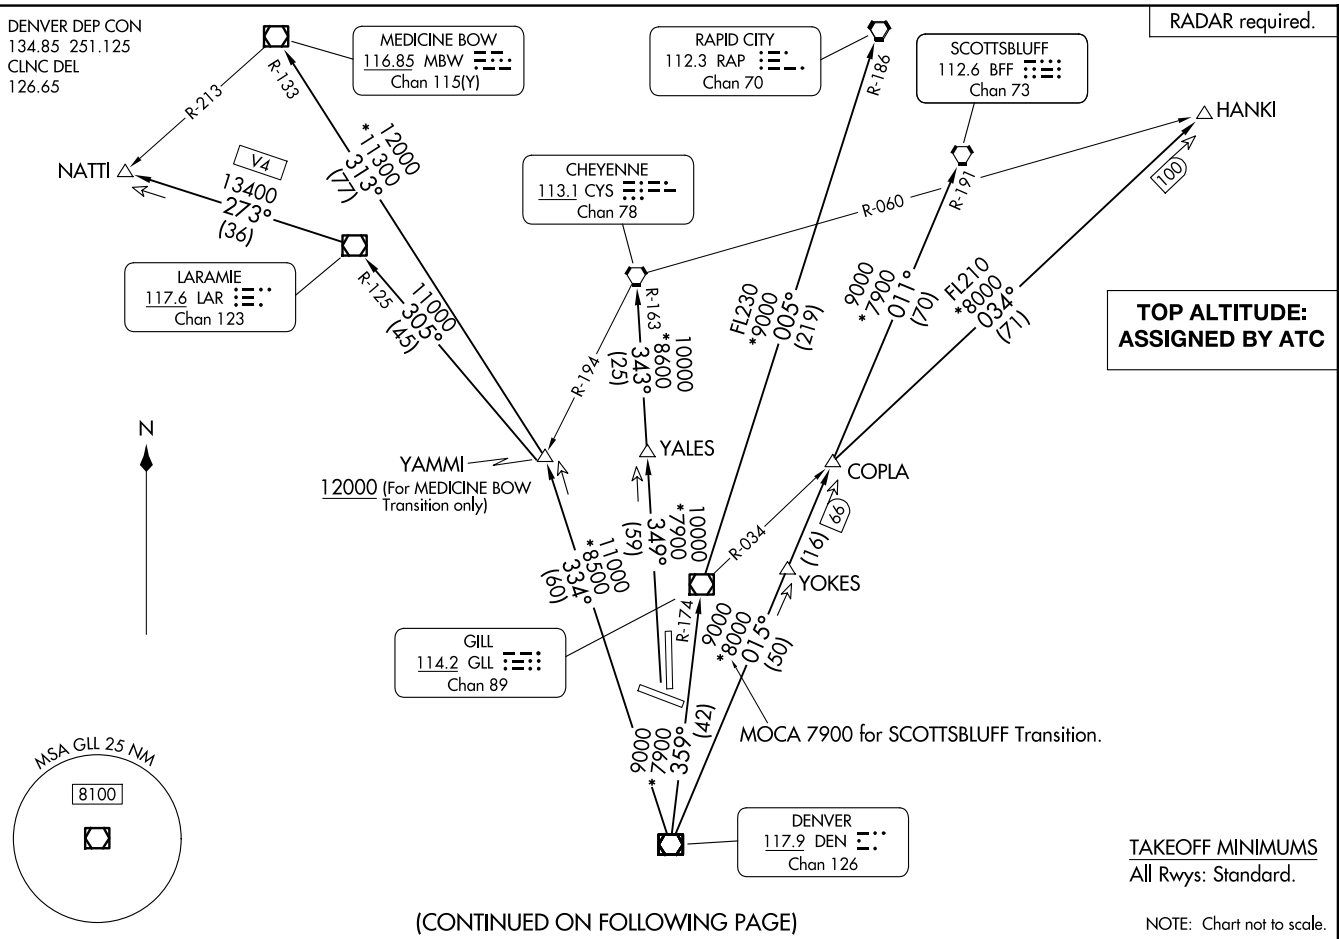 DENVER DEP CON
134.85 251.125
CLNC DEL
126.65
RADAR required.
MEDICINE BOW
116.85 MBW
Chan 115(Y)
RAPID CITY
112.3 RAP
Chan 70
SCOTTSBLUFF
112.6 BFF
Chan 73
R-213
R-133
R-186
HANKI
100
NATTI
V4
13400
273°
(36)
12000
*11300
313°
(77)
CHEYENNE
113.1 CYS
Chan 78
R-060
R-191
LARAMIE
117.6 LAR
Chan 123
R-125
11000
305°
(45)
R-163
R-194
10000
*8600
343°
(25)
FL230
*9000
005°
(219)
9000
*7900
011°
(70)
FL210
*8000
034°
(71)
TOP ALTITUDE:
ASSIGNED BY ATC
N
YAMMI
12000 (For MEDICINE BOW
Transition only)
YALES
COPLA
66
(16)
R-034
11000
*8500
334°
(60)
10000
*7900
349°
(59)
YOKES
GILL
114.2 GLL
Chan 89
R-174
9000
*8000
015°
(50)
MOCA 7900 for SCOTTSBLUFF Transition.
9000
*7900
359°
(42)
MSA GLL 25 NM
8100
DENVER
117.9 DEN
Chan 126
TAKEOFF MINIMUMS
All Rwys: Standard.
(CONTINUED ON FOLLOWING PAGE)
NOTE: Chart not to scale.